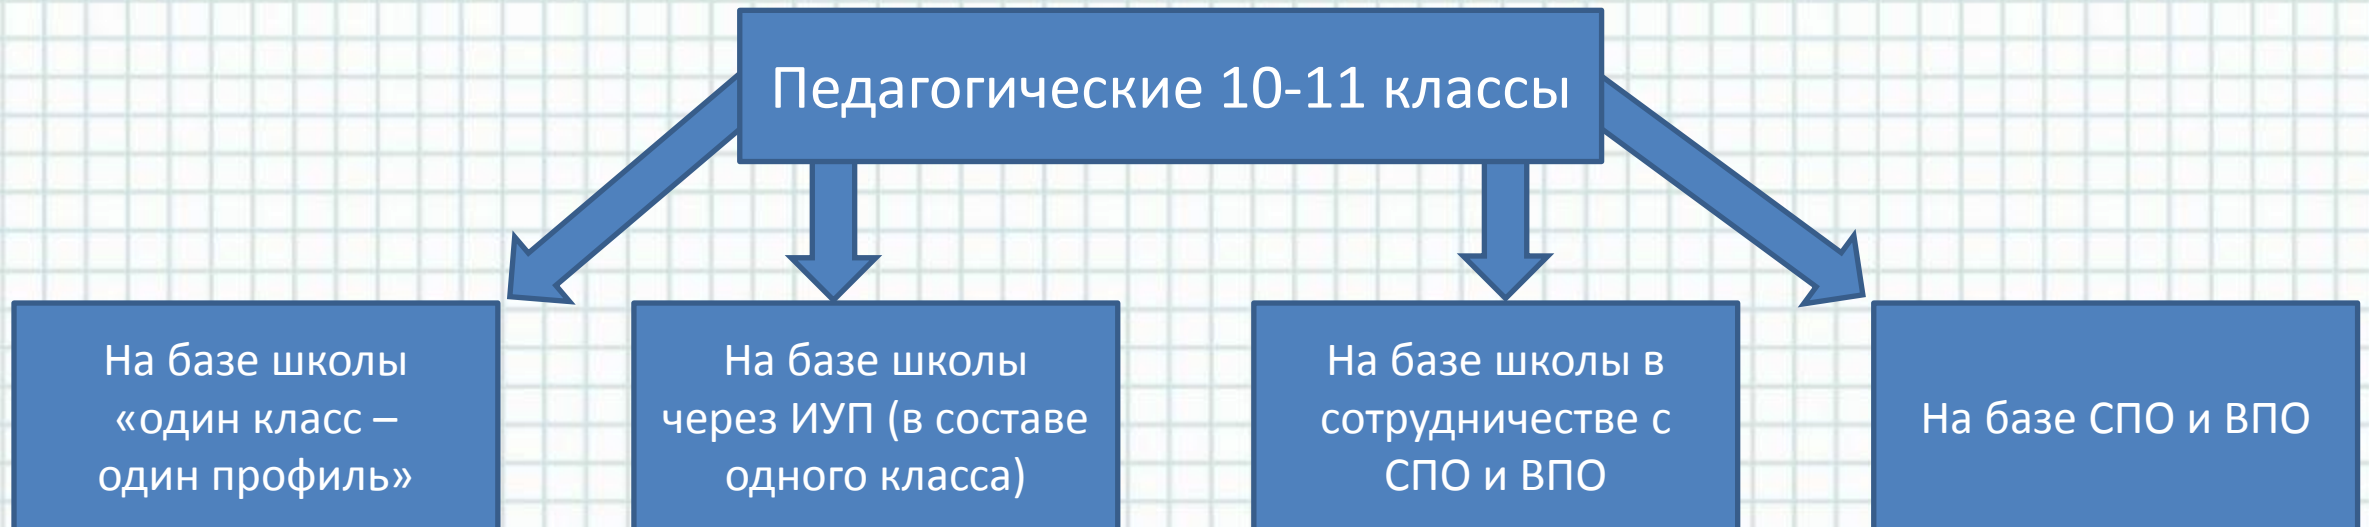 Педагогические 10-11 классы
На базе школы
«один класс –
один профиль»
На базе школы
через ИУП (в составе
одного класса)
На базе школы в
сотрудничестве с
СПО и ВПО
На базе СПО и ВПО